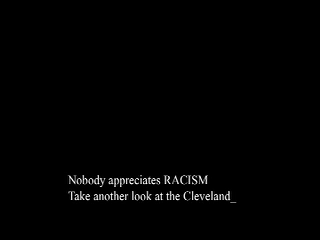 Nobody appreciates RACISM
Take another look at the Cleveland_